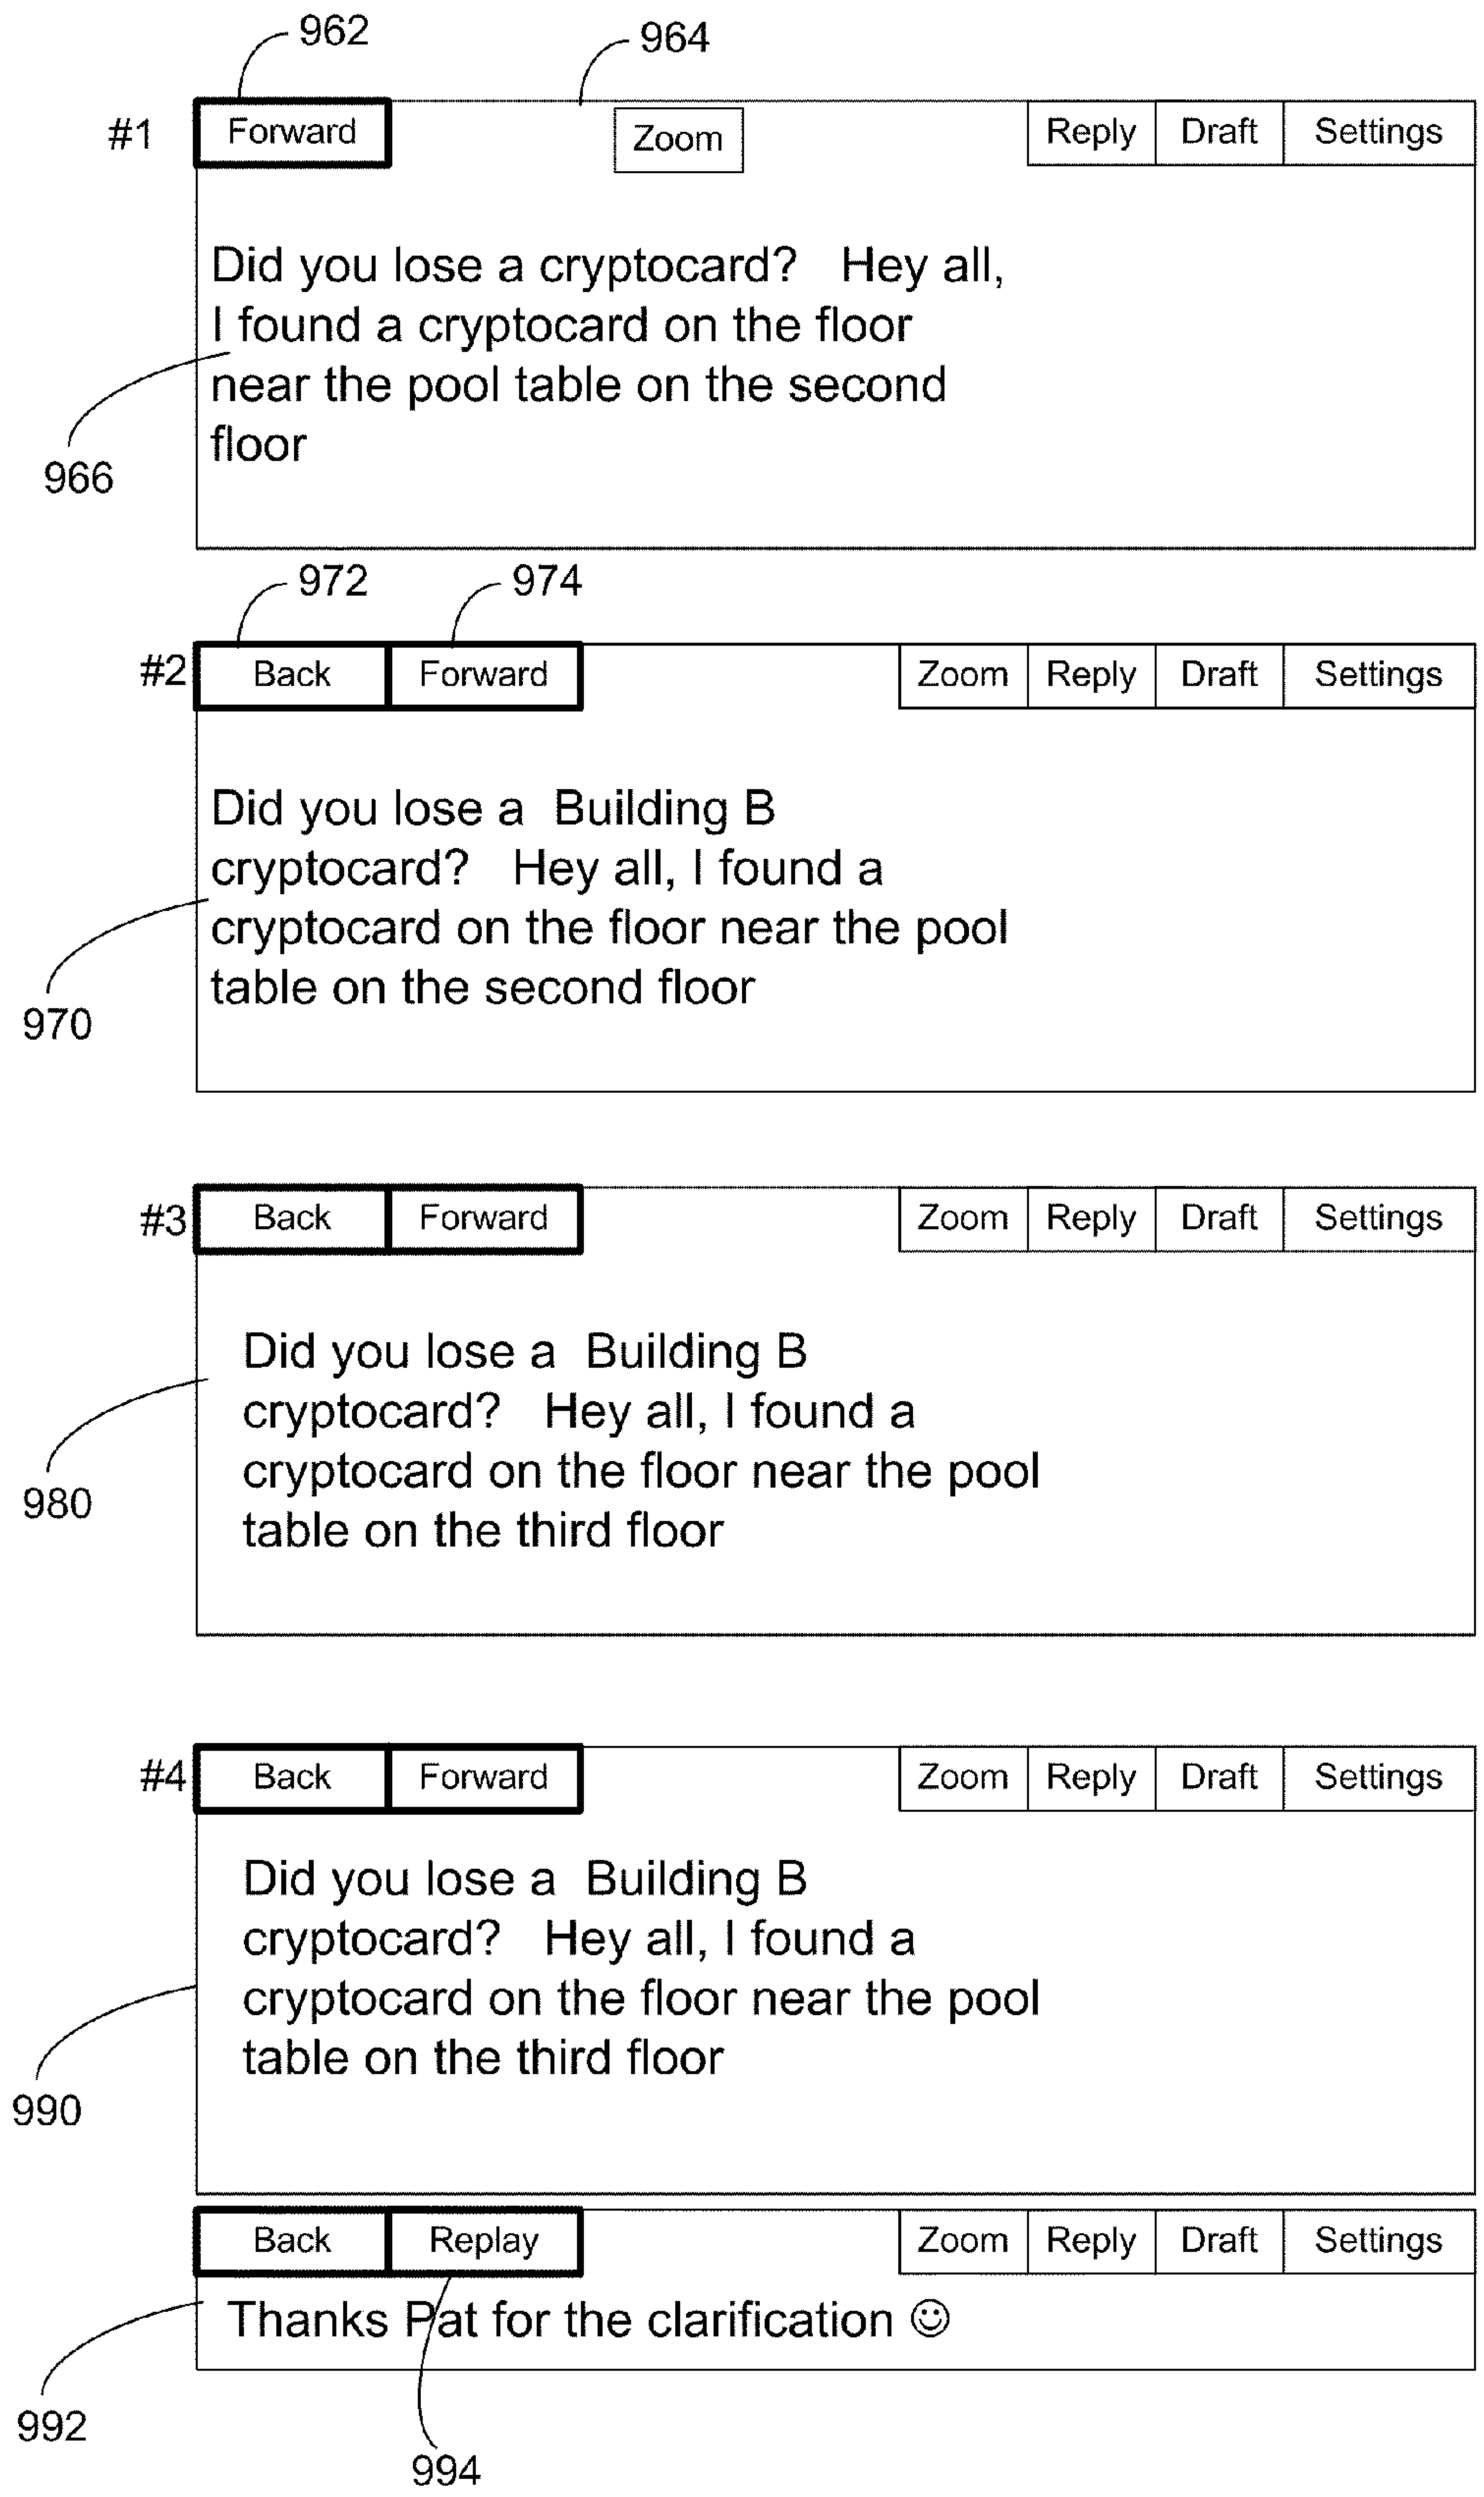 962
964
#1 Forward Zoom Reply Draft Settings
Did you lose a cryptocard? Hey all,
I found a cryptocard on the floor
near the pool table on the second
floor
966
972 974
#2 Back Forward Zoom Reply Draft Settings
Did you lose a Building B
cryptocard? Hey all, I found a
cryptocard on the floor near the pool
table on the second floor
970
#3 Back Forward Zoom Reply Draft Settings
Did you lose a Building B
cryptocard? Hey all, I found a
cryptocard on the floor near the pool
table on the third floor
980
#4 Back Forward Zoom Reply Draft Settings
Did you lose a Building B
cryptocard? Hey all, I found a
cryptocard on the floor near the pool
table on the third floor
990
Back Replay Zoom Reply Draft Settings
Thanks Pat for the clarification ☺
992
994